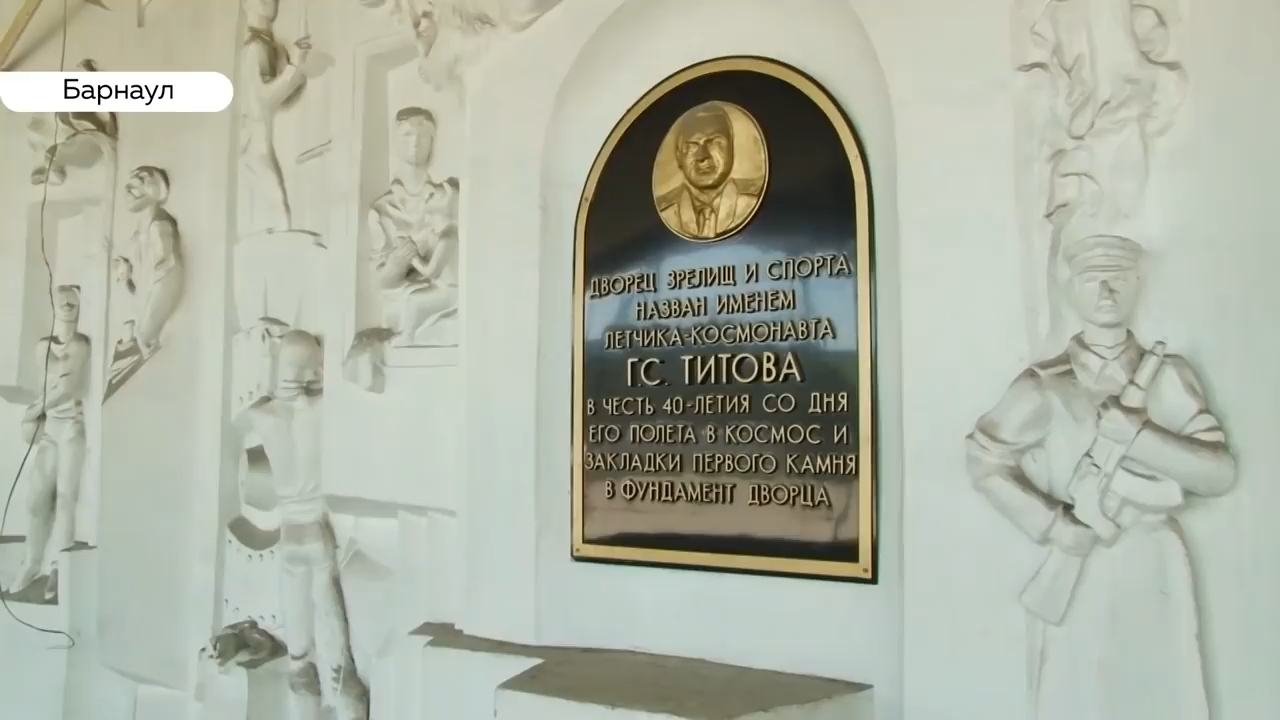 Барнаул
ДВОРЕЦ ЗРЕЛИЩ И СПОРТА
НАЗВАН ИМЕНЕМ
ЛЕТЧИКА-КОСМОНАВТА
Г.С. ТИТОВА
В ЧЕСТЬ 40-ЛЕТИЯ СО ДНЯ
ЕГО ПОЛЕТА В КОСМОС И
ЗАКЛАДКИ ПЕРВОГО КАМНЯ
В ФУНДАМЕНТ ДВОРЦА